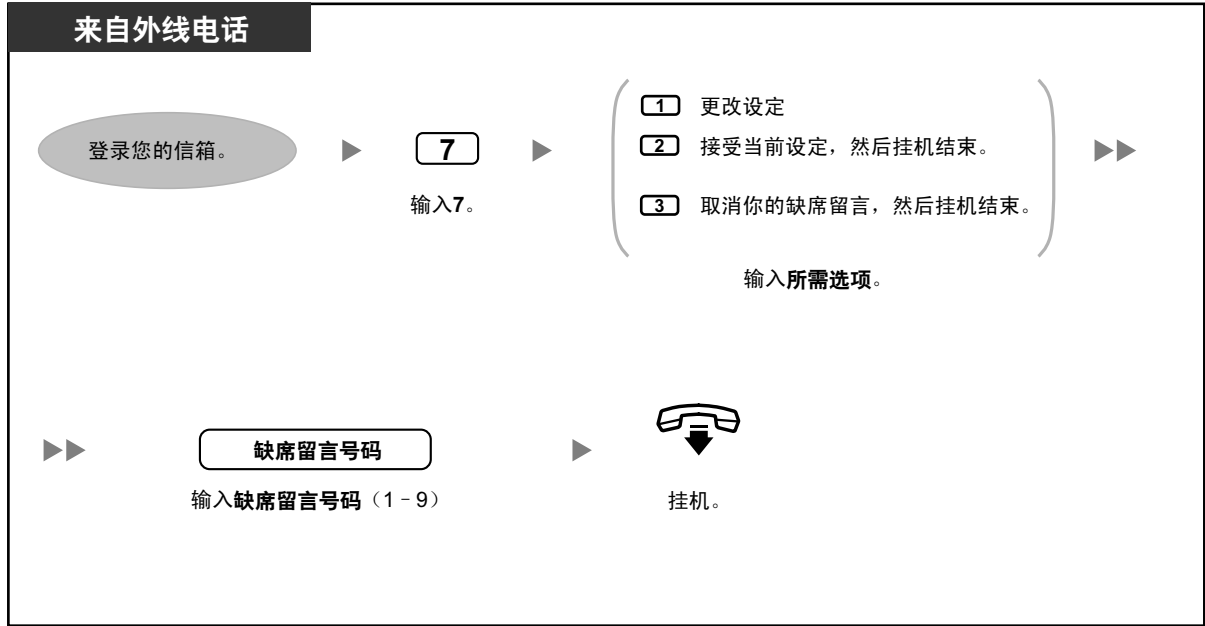 来自外线电话
登录您的信箱。
7
输入7。
1 更改设定
2 接受当前设定，然后挂机结束。
3 取消你的缺席留言，然后挂机结束。
输入所需选项。
缺席留言号码
输入缺席留言号码（1–9）
挂机。